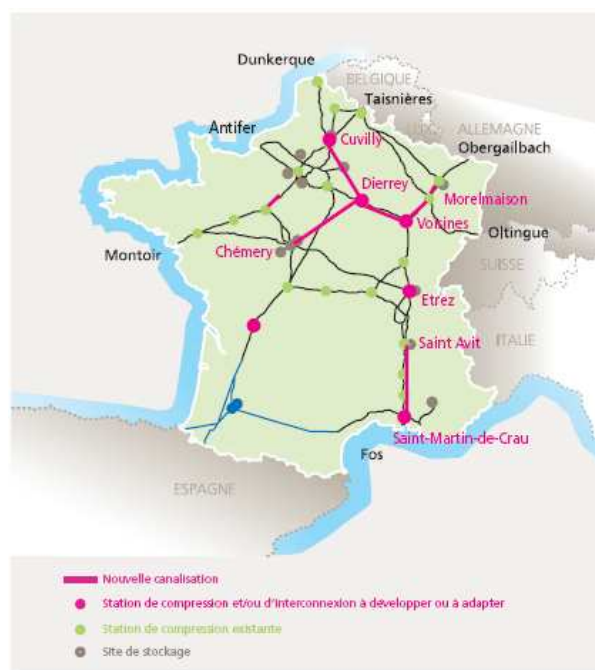 Dunkerque
BELGIQUE
Taisnières
LUX.
ALLEMAGNE
Antifer
Cuvilly
Obergailbach
Dierrey
Morelmaison
Voisines
Oltingue
Montoir
Chémery
SUISSE
Etrez
Saint Avit
ITALIE
Saint-Martin-de-Crau
Fos
ESPAGNE
Nouvelle canalisation
Station de compression et/ou d'interconnexion à développer ou à adapter
Station de compression existante
Site de stockage